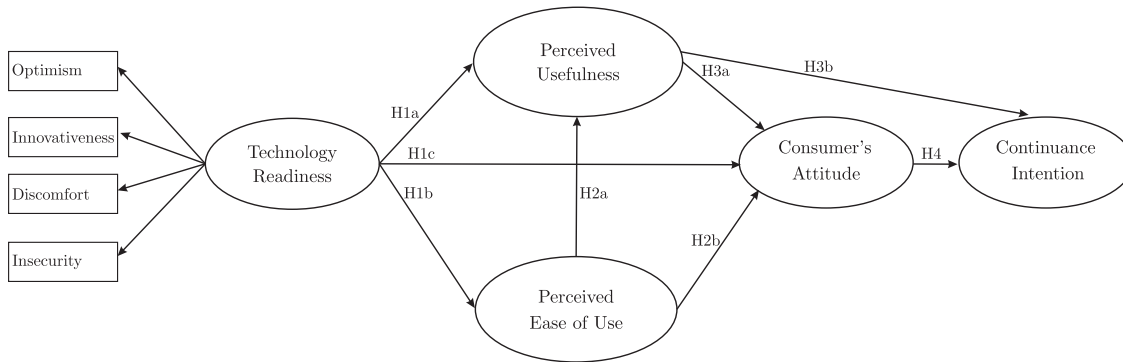 Optimism
Innovativeness
Discomfort
Insecurity
Technology
Readiness
H1a
H1c
H1b
Perceived
Usefulness
H2a
Perceived
Ease of Use
H3a
H3b
H2b
Consumer's
Attitude
H4
Continuance
Intention